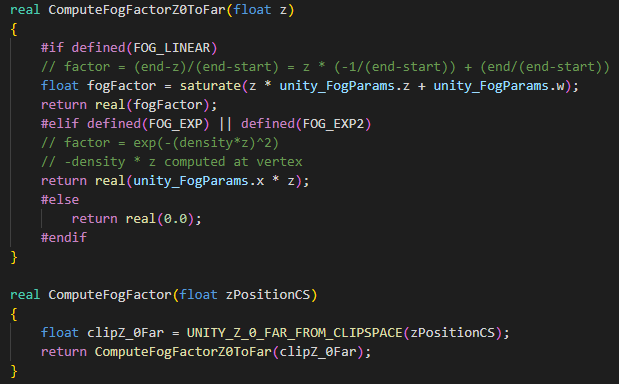 real ComputeFogFactorZ0ToFar(float z)
{
    #if defined(FOG_LINEAR)
    // factor = (end-z)/(end-start) = z * (-1/(end-start)) + (end/(end-start))
    float fogFactor = saturate(z * unity_FogParams.z + unity_FogParams.w);
    return real(fogFactor);
    #elif defined(FOG_EXP) || defined(FOG_EXP2)
    // factor = exp(-(density*z)^2)
    // -density * z computed at vertex
    return real(unity_FogParams.x * z);
    #else
        return real(0.0);
    #endif
}

real ComputeFogFactor(float zPositionCS)
{
    float clipZ_0Far = UNITY_Z_0_FAR_FROM_CLIPSPACE(zPositionCS);
    return ComputeFogFactorZ0ToFar(clipZ_0Far);
}